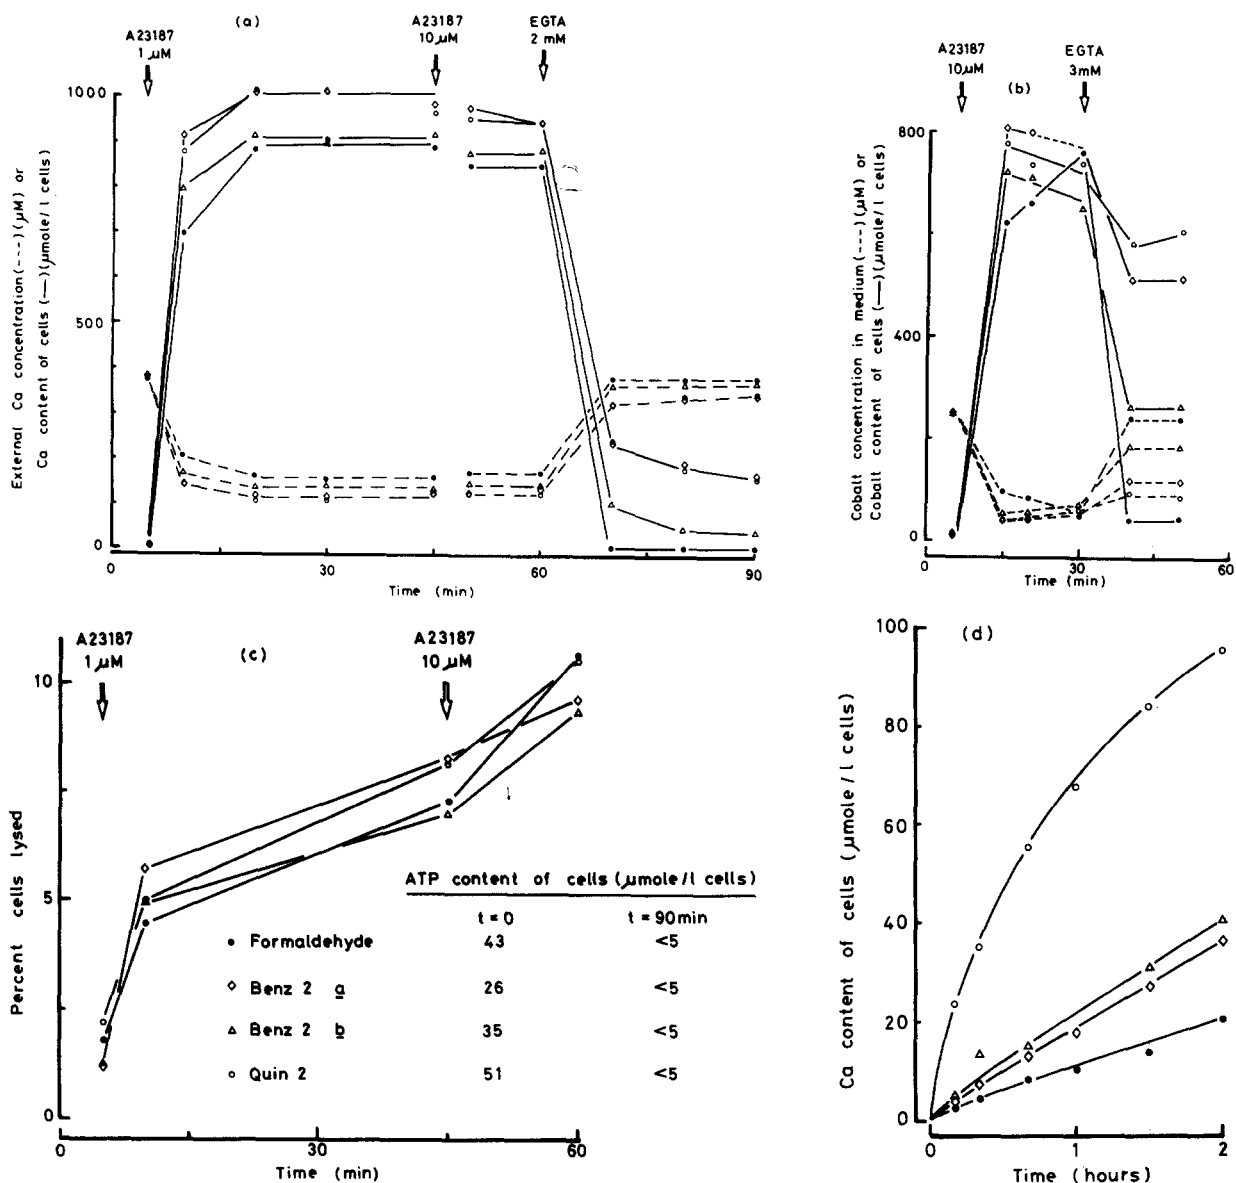 (a)
A23187
1 µM
A23187
10 µM
EGTA
2 mM
External Ca concentration (---) (µM) or
Ca content of cells (—) (µmole / l cells)
1000
500
0
0
30
60
90
Time (min)
A23187
10 µM
(b)
EGTA
3mM
Cobalt concentration in medium (---) (µM) or
Cobalt content of cells (—) (µmole / l cells)
800
400
0
0
30
60
Time (min)
A23187
1 µM
(c)
A23187
10 µM
Percent cells lysed
10
5
0
0
30
60
Time (min)
ATP content of cells (µmole/l cells)
t = 0 t = 90min
• Formaldehyde 43 <5
◇ Benz 2 a 26 <5
△ Benz 2 b 35 <5
○ Quin 2 51 <5
(d)
Ca content of cells (µmole / l cells)
100
80
60
40
20
0
0
1
2
Time (hours)